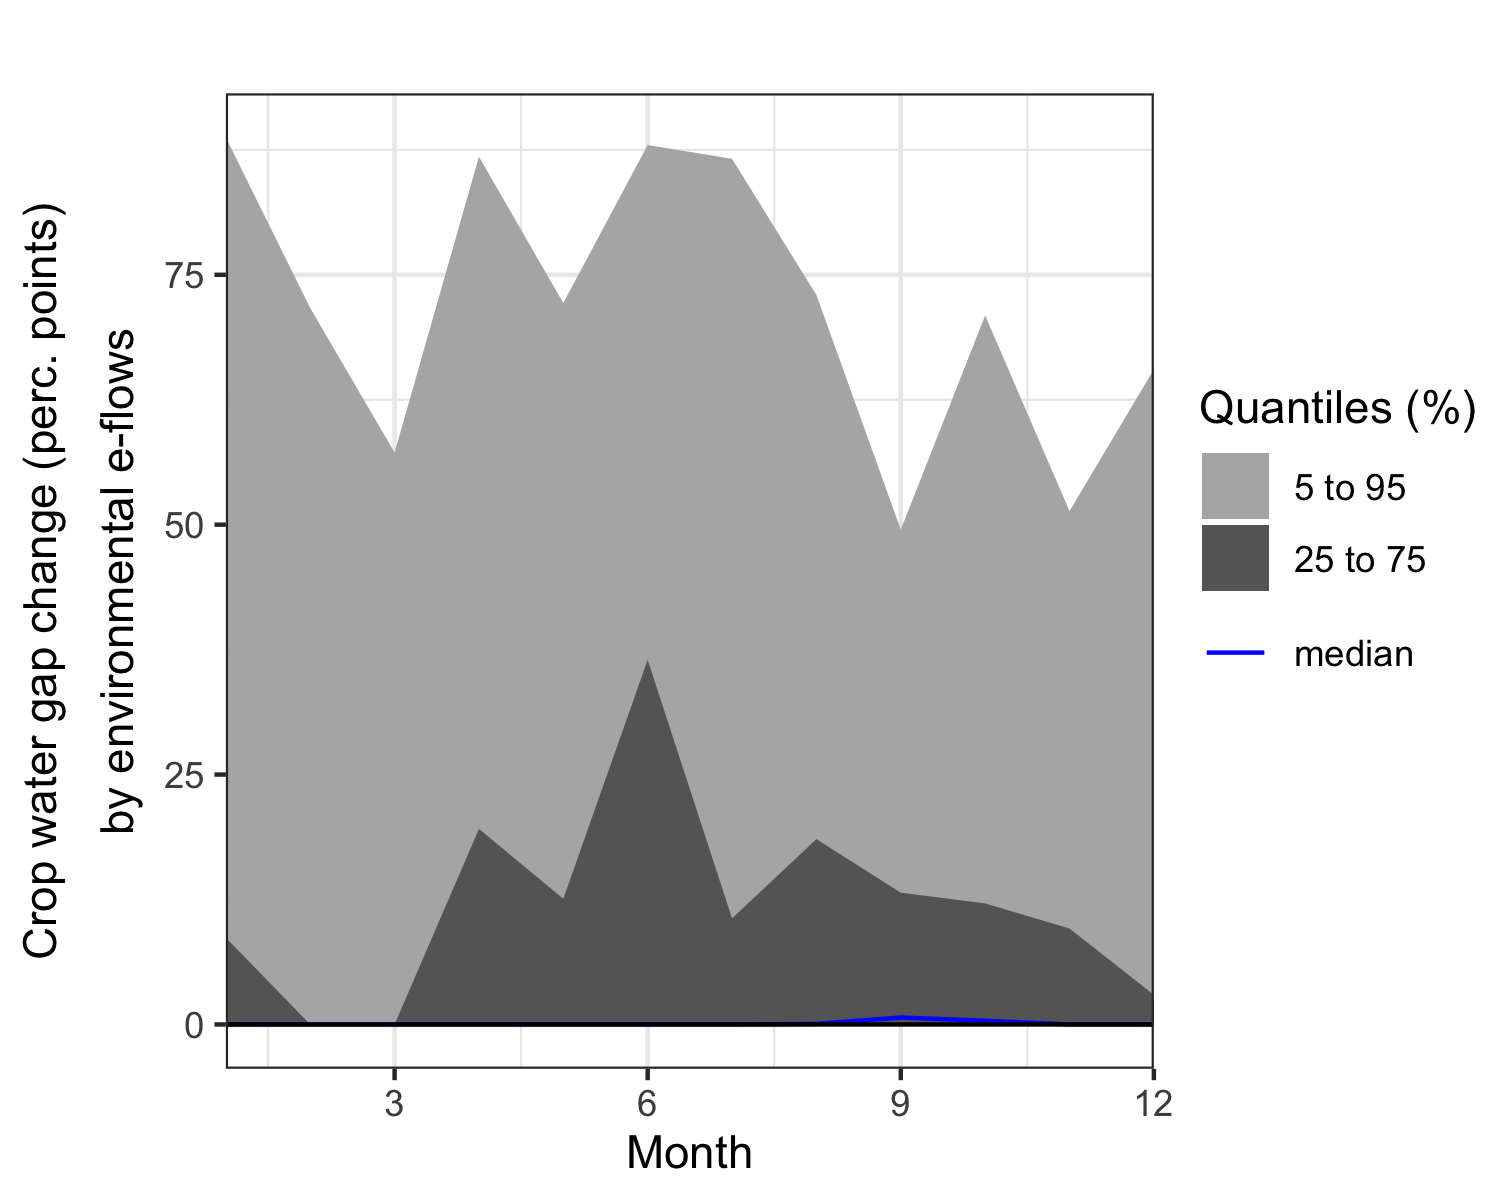 Crop water gap change (perc. points)
by environmental e-flows
75
50
25
0
3
6
9
12
Month
Quantiles (%)
5 to 95
25 to 75
median